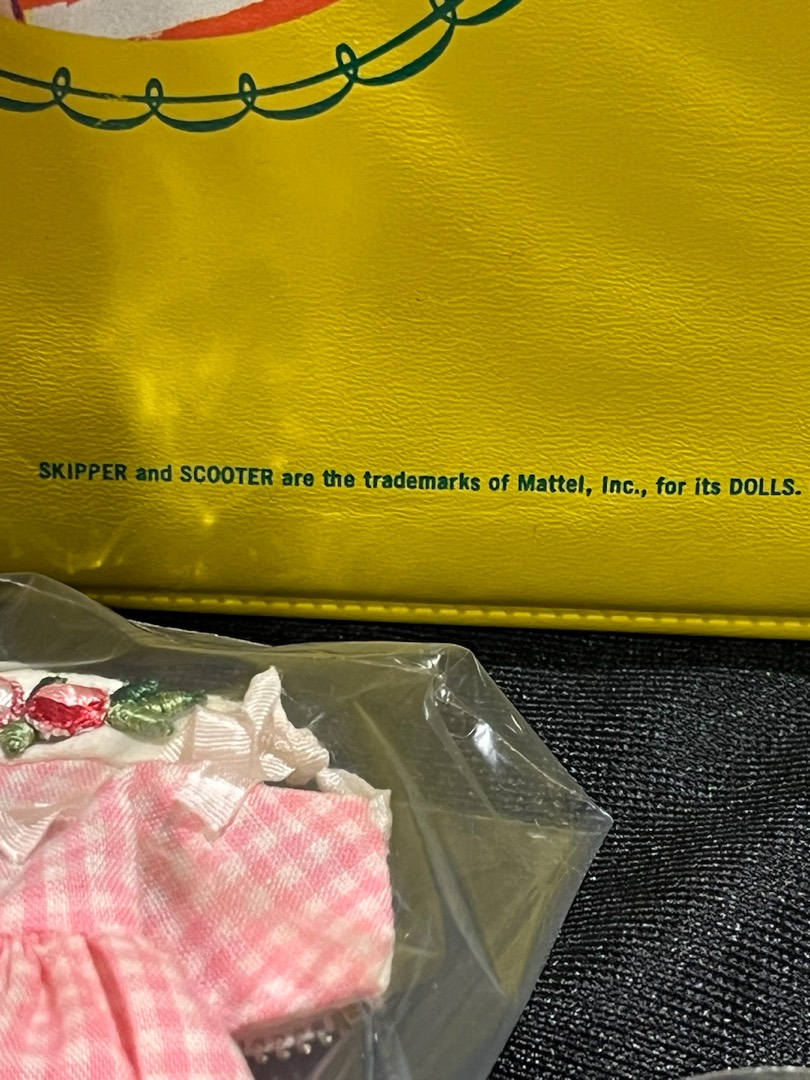 SKIPPER and SCOOTER are the trademarks of Mattel, Inc., for its DOLLS.